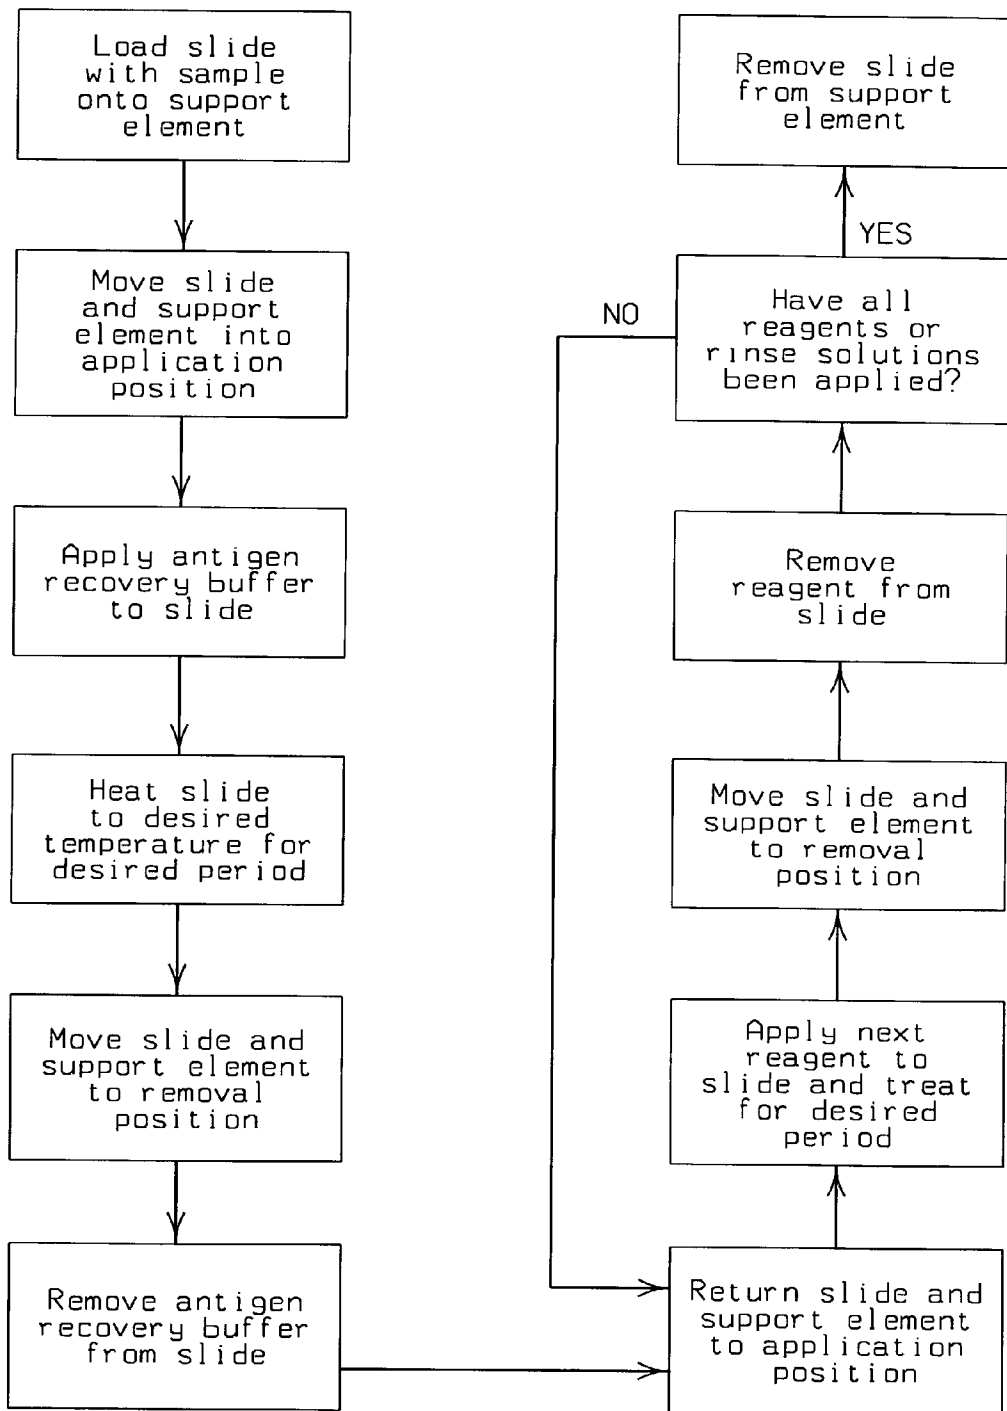 Load slide
with sample
onto support
element
Move slide
and support
element into
application
position
Apply antigen
recovery buffer
to slide
Heat slide
to desired
temperature for
desired period
Move slide and
support element
to removal
position
Remove antigen
recovery buffer
from slide
Return slide and
support element
to application
position
Apply next
reagent to
slide and treat
for desired
period
Move slide and
support element
to removal
position
Remove
reagent from
slide
Have all
reagents or
rinse solutions
been applied?
NO
YES
Remove slide
from support
element